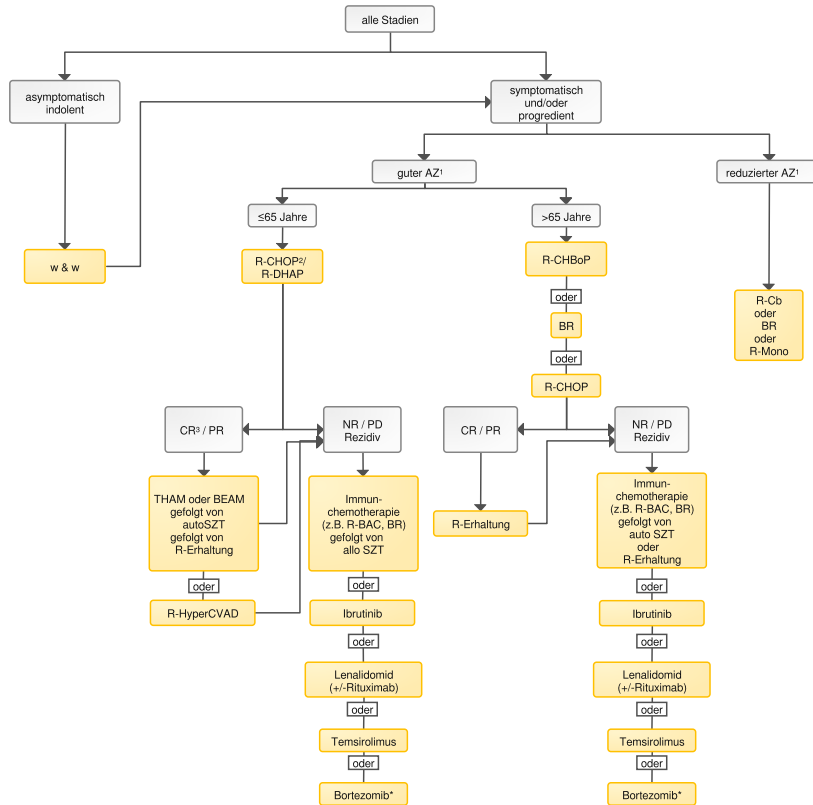 alle Stadien
asymptomatisch
indolent
symptomatisch
und/oder
progredient
guter AZ¹
reduzierter AZ¹
≤65 Jahre
>65 Jahre
w & w
R-CHOP²/
R-DHAP
R-CHBoP
oder
BR
oder
R-CHOP
R-Cb
oder
BR
oder
R-Mono
CR³ / PR
NR / PD
Rezidiv
CR / PR
NR / PD
Rezidiv
THAM oder BEAM
gefolgt von
autoSZT
gefolgt von
R-Erhaltung
oder
R-HyperCVAD
Immun-
chemotherapie
(z.B. R-BAC, BR)
gefolgt von
allo SZT
oder
Ibrutinib
oder
Lenalidomid
(+/-Rituximab)
oder
Temsirolimus
oder
Bortezomib*
R-Erhaltung
Immun-
chemotherapie
(z.B. R-BAC, BR)
gefolgt von
auto SZT
oder
R-Erhaltung
oder
Ibrutinib
oder
Lenalidomid
(+/-Rituximab)
oder
Temsirolimus
oder
Bortezomib*